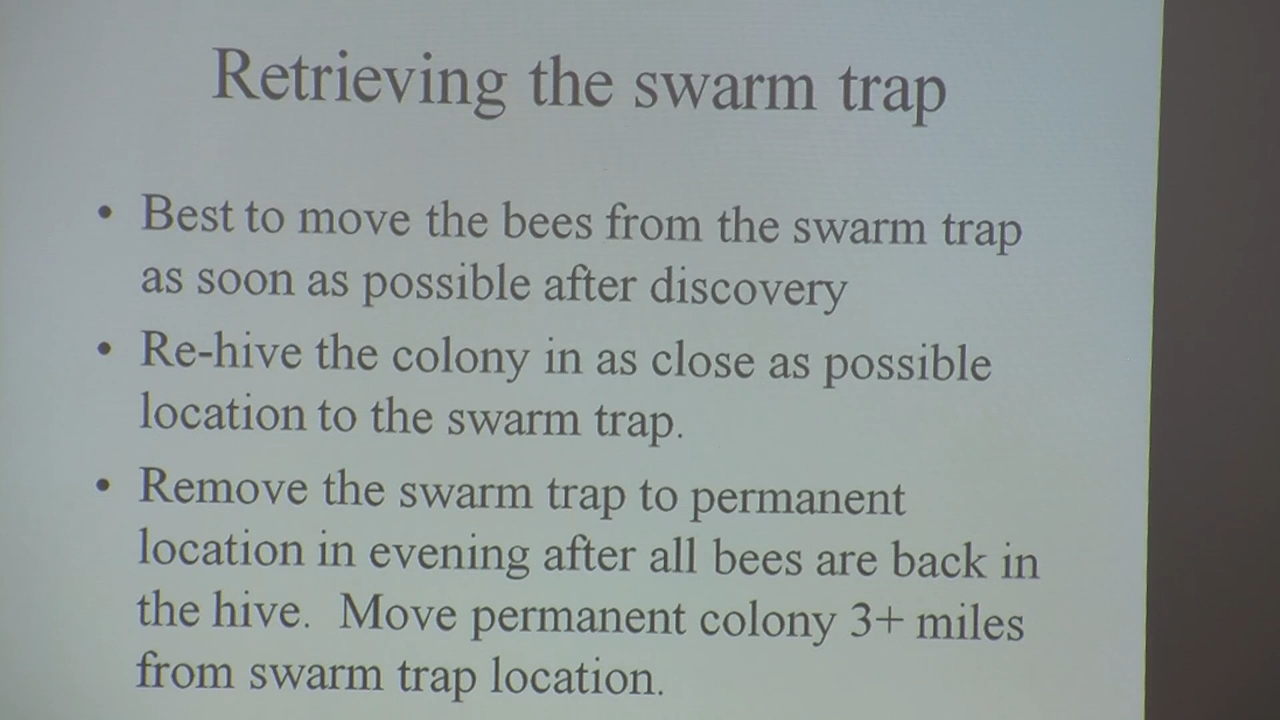 Retrieving the swarm trap
• Best to move the bees from the swarm trap
as soon as possible after discovery
• Re-hive the colony in as close as possible
location to the swarm trap.
• Remove the swarm trap to permanent
location in evening after all bees are back in
the hive. Move permanent colony 3+ miles
from swarm trap location.